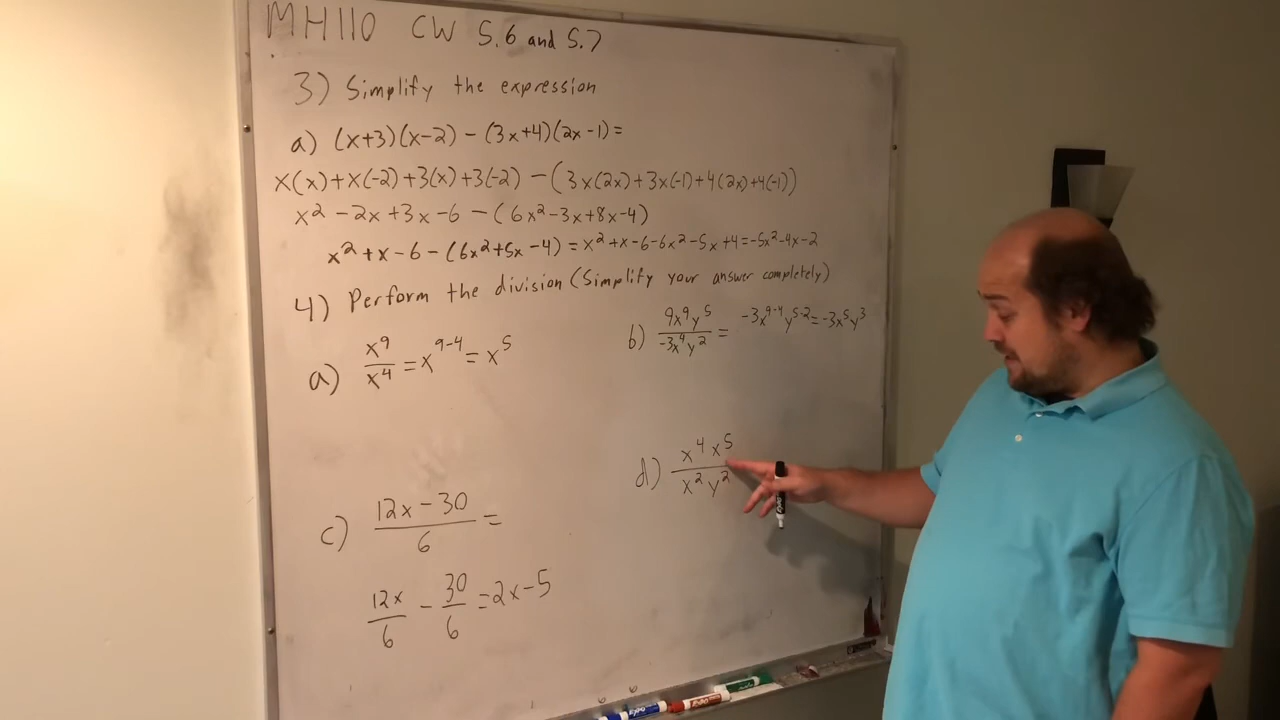 MH110 CW 5.6 and 5.7
3) Simplify the expression
a) (x+3)(x-2) - (3x+4)(2x-1)=
x(x)+x(-2)+3(x)+3(-2) - (3x(2x)+3x(-1)+4(2x)+4(-1))
x² - 2x + 3x - 6 - (6x² - 3x + 8x - 4)
x² + x - 6 - (6x² + 5x - 4) = x² + x - 6 - 6x² - 5x + 4 = -5x² - 4x - 2
4) Perform the division (Simplify your answer completely)
a) x⁹/x⁴ = x⁹⁻⁴ = x⁵
b) 9x⁹y⁵/-3x⁴y² = -3x⁹⁻⁴y⁵⁻² = -3x⁵y³
c) 12x - 30/6 =
12x/6 - 30/6 = 2x - 5
d) x⁴x⁵/x²y²
EXPO
EXPO